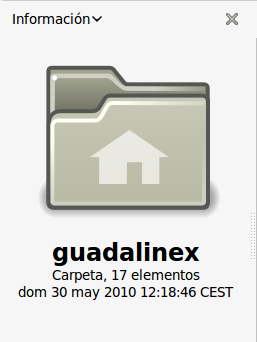 Información
guadalinex
Carpeta, 17 elementos
dom 30 may 2010 12:18:46 CEST